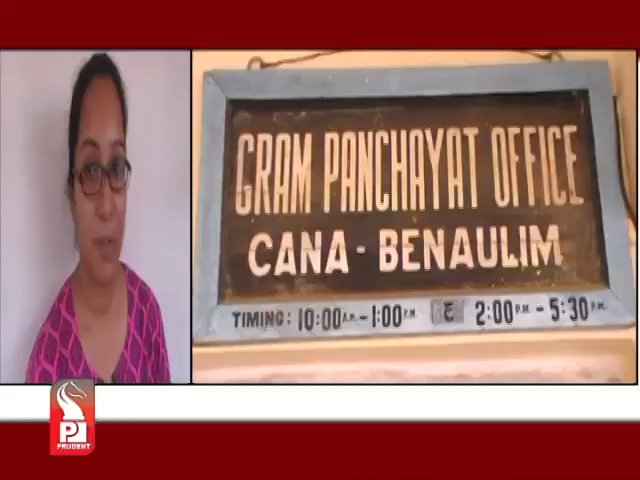 GRAM PANCHAYAT OFFICE
CANA - BENAULIM
TIMING: 10:00 A.M. - 1:00 P.M. & 2:00 P.M. - 5:30 P.M.
PRUDENT